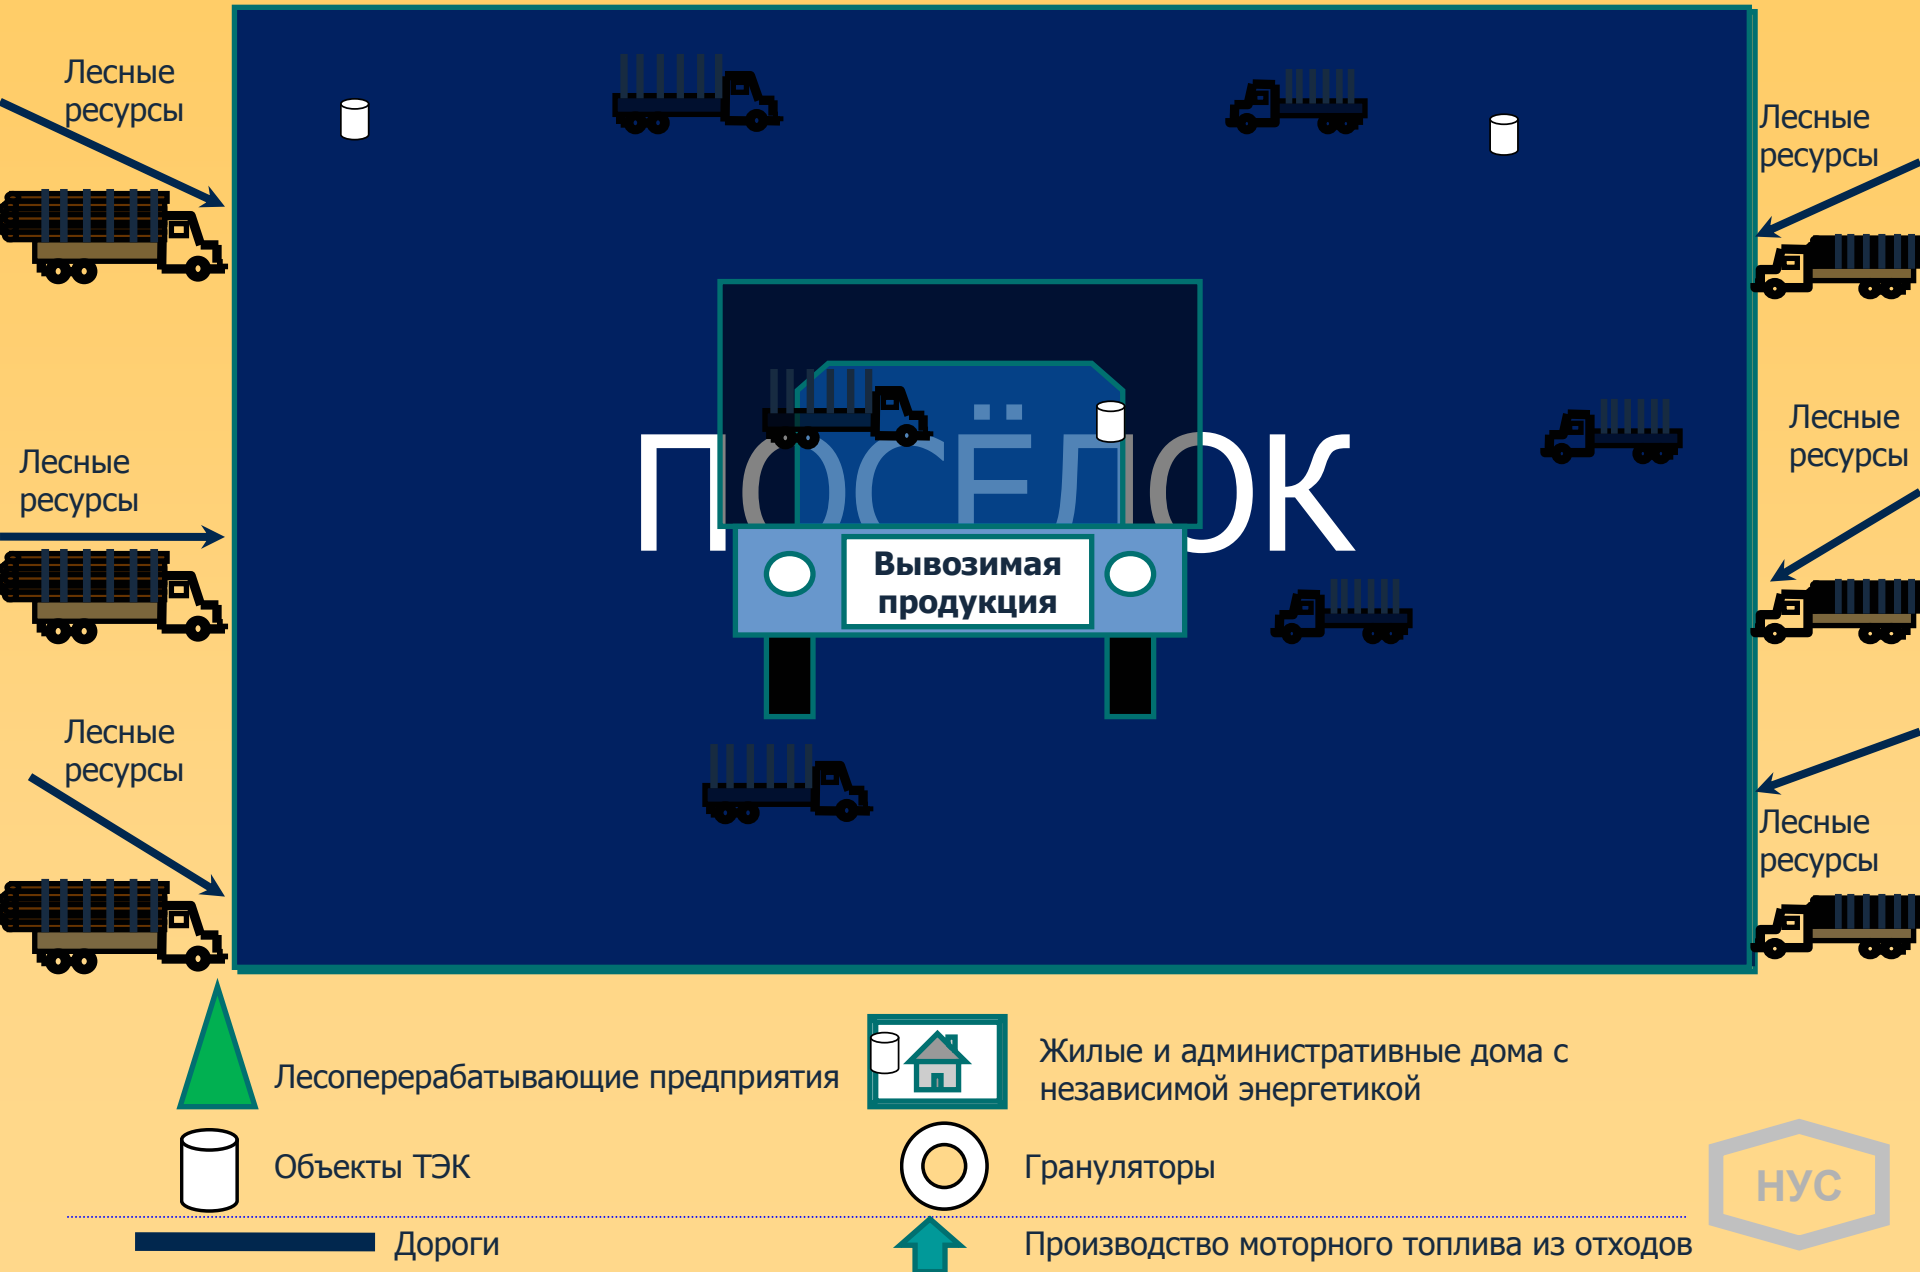 Лесные
ресурсы
Лесные
ресурсы
Лесные
ресурсы
Лесные
ресурсы
ПОСЁЛОК
Вывозимая
продукция
Лесные
ресурсы
Лесные
ресурсы
Лесоперерабатывающие предприятия
Жилые и административные дома с
независимой энергетикой
Объекты ТЭК
Грануляторы
НУС
Дороги
Производство моторного топлива из отходов